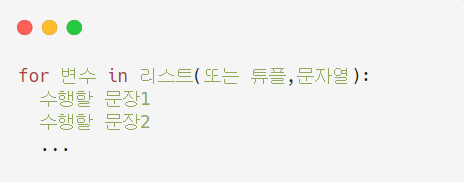 for 변수 in 리스트(또는 튜플,문자열):
  수행할 문장1
  수행할 문장2
  ...